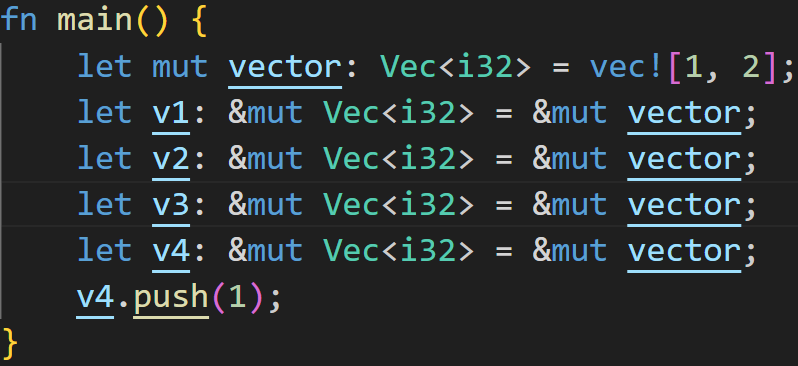 fn main() {
    let mut vector: Vec<i32> = vec![1, 2];
    let v1: &mut Vec<i32> = &mut vector;
    let v2: &mut Vec<i32> = &mut vector;
    let v3: &mut Vec<i32> = &mut vector;
    let v4: &mut Vec<i32> = &mut vector;
    v4.push(1);
}